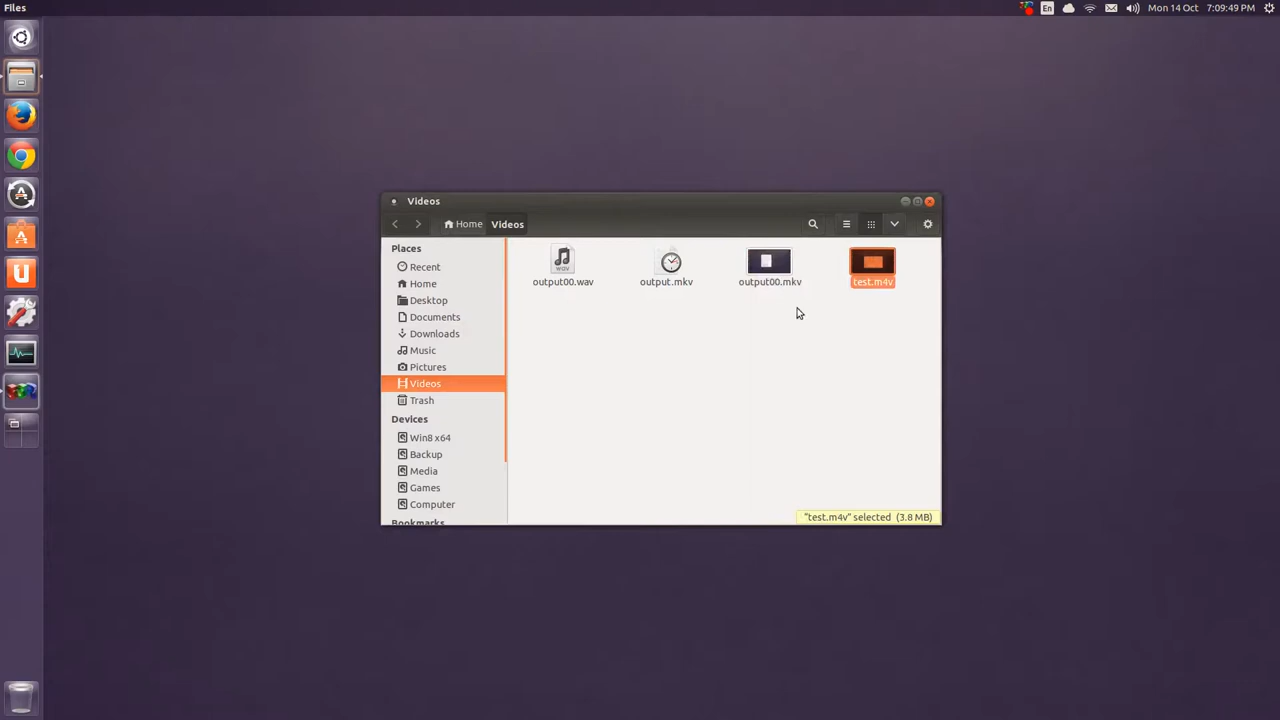 Files
En
Mon 14 Oct
7:09:49 PM
Videos
Home
Videos
Places
Recent
Home
Desktop
Documents
Downloads
Music
Pictures
Videos
Trash
Devices
Win8 x64
Backup
Media
Games
Computer
Bookmarks
wav
output00.wav
output.mkv
output00.mkv
test.m4v
"test.m4v" selected (3.8 MB)